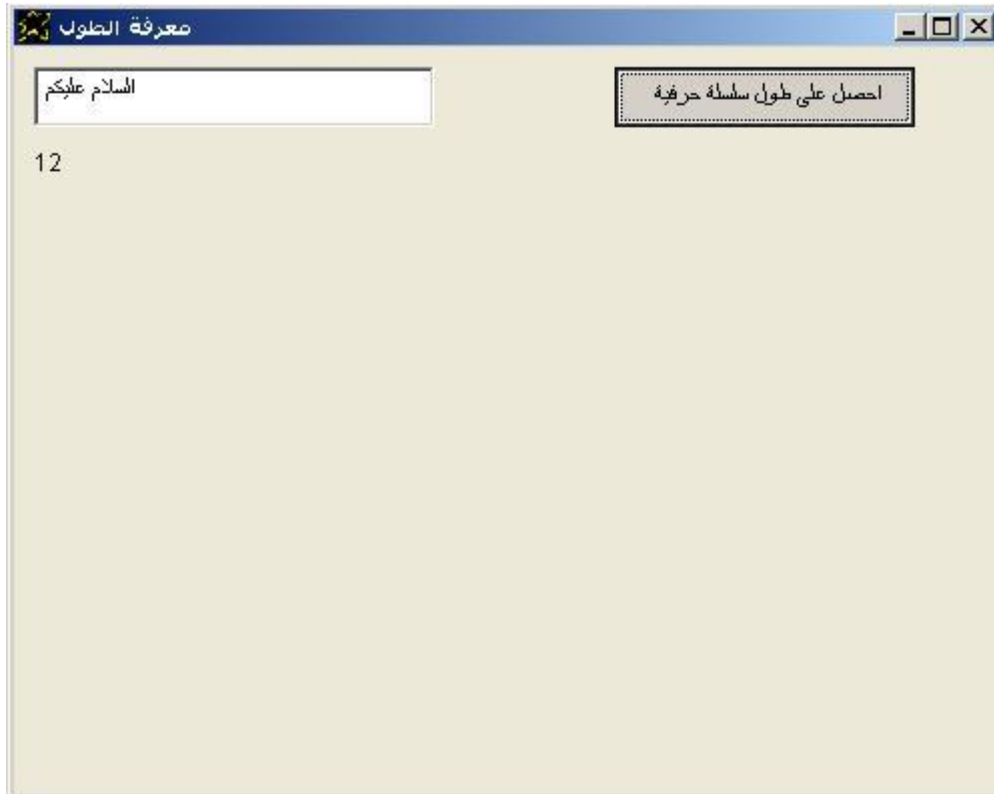 معرفة الطول
السلام عليكم
احصل على طول سلسلة حرفية
12